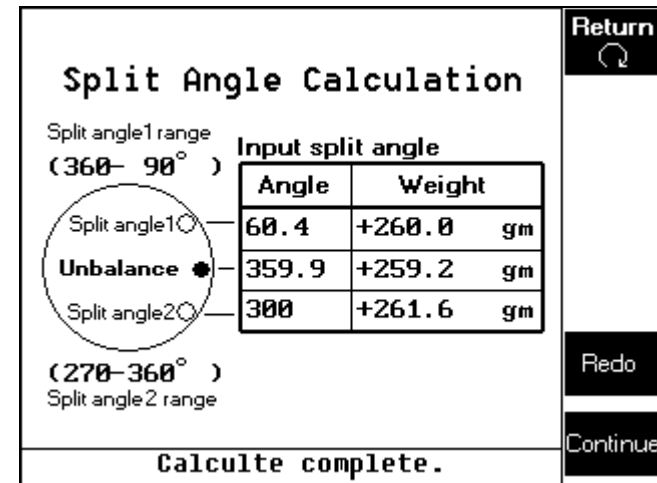 Return
Split Angle Calculation
Split angle1 range
(360- 90° )
Input split angle
Angle Weight
Split angle1 60.4 +260.0 gm
Unbalance 359.9 +259.2 gm
Split angle2 300 +261.6 gm
(270-360° )
Split angle2 range
Redo
Continue
Calculte complete.